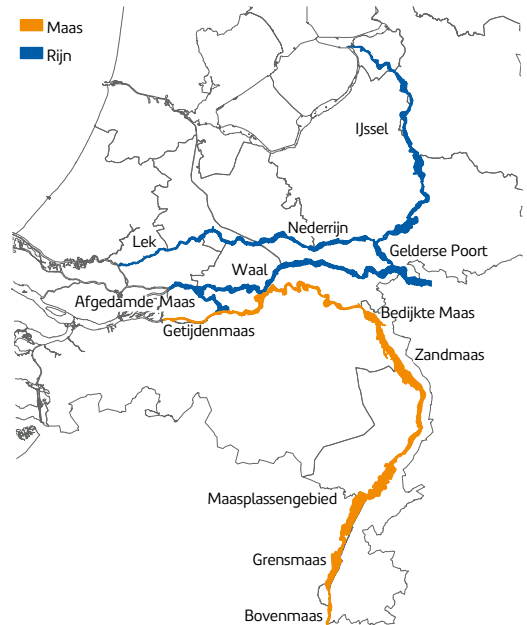 Maas
Rijn
IJssel
Nederrijn
Lek
Gelderse Poort
Waal
Afgedamde Maas
Bedijkte Maas
Getijdenmaas
Zandmaas
Maasplassengebied
Grensmaas
Bovenmaas